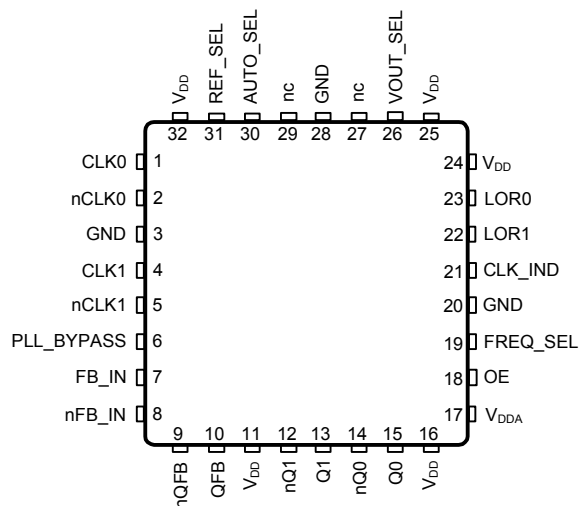 VDD
REF_SEL
AUTO_SEL
nc
GND
nc
VOUT_SEL
VDD
32 31 30 29 28 27 26 25
CLK0 1
nCLK0 2
GND 3
CLK1 4
nCLK1 5
PLL_BYPASS 6
FB_IN 7
nFB_IN 8
24 VDD
23 LOR0
22 LOR1
21 CLK_IND
20 GND
19 FREQ_SEL
18 OE
17 VDDA
9 10 11 12 13 14 15 16
nQFB
QFB
VDD
nQ1
Q1
nQ0
Q0
VDD